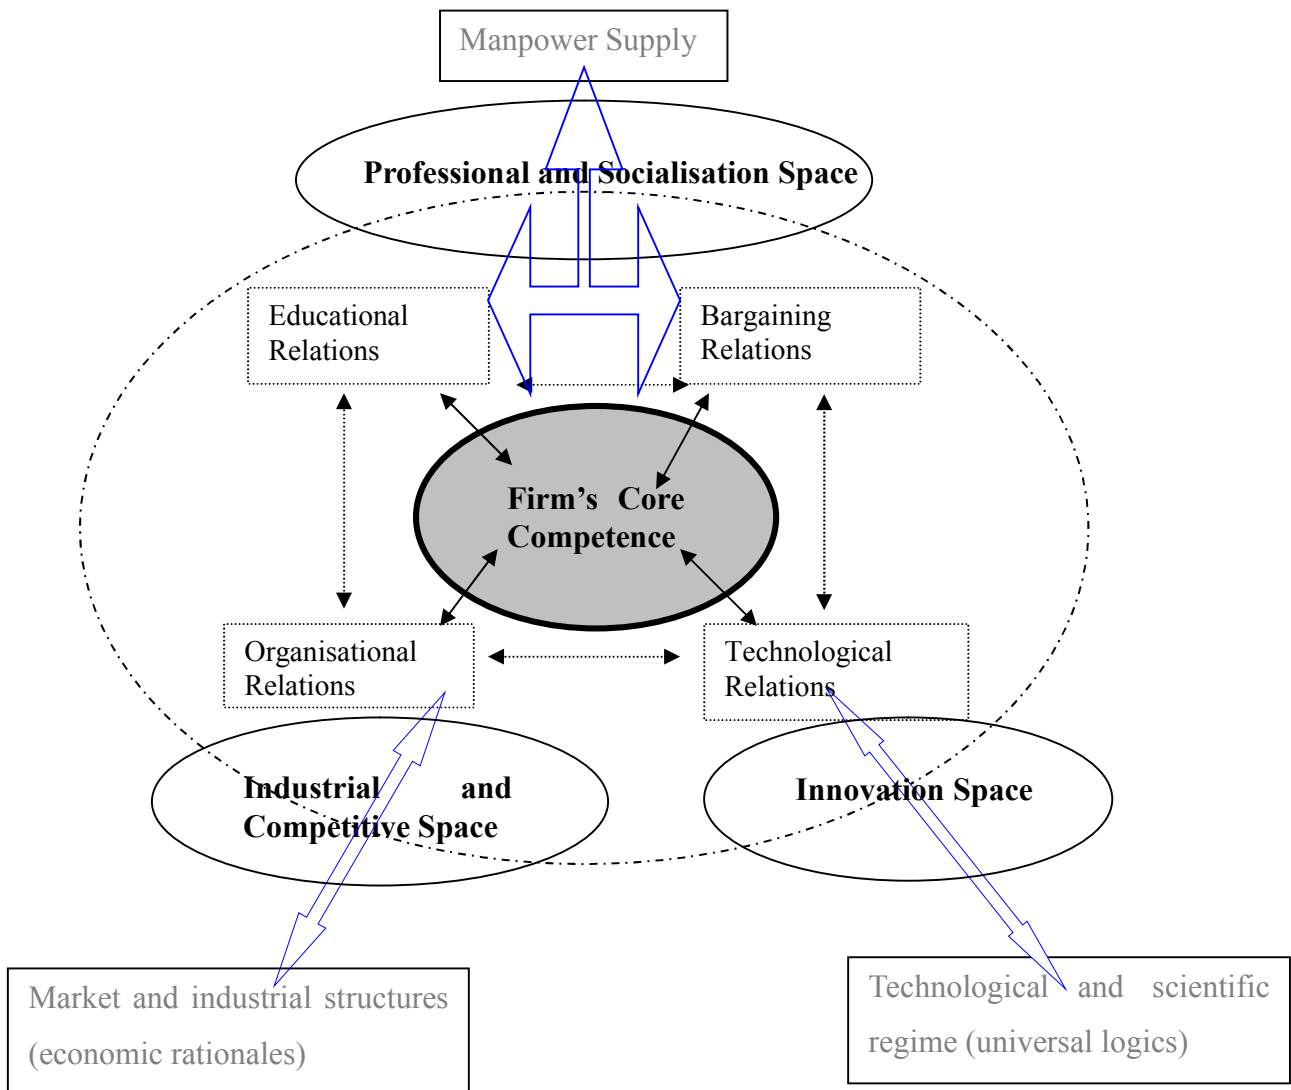 Manpower Supply
Professional and Socialisation Space
Educational
Relations
Bargaining
Relations
Firm’s Core
Competence
Organisational
Relations
Technological
Relations
Industrial and
Competitive Space
Innovation Space
Market and industrial structures
(economic rationales)
Technological and scientific
regime (universal logics)